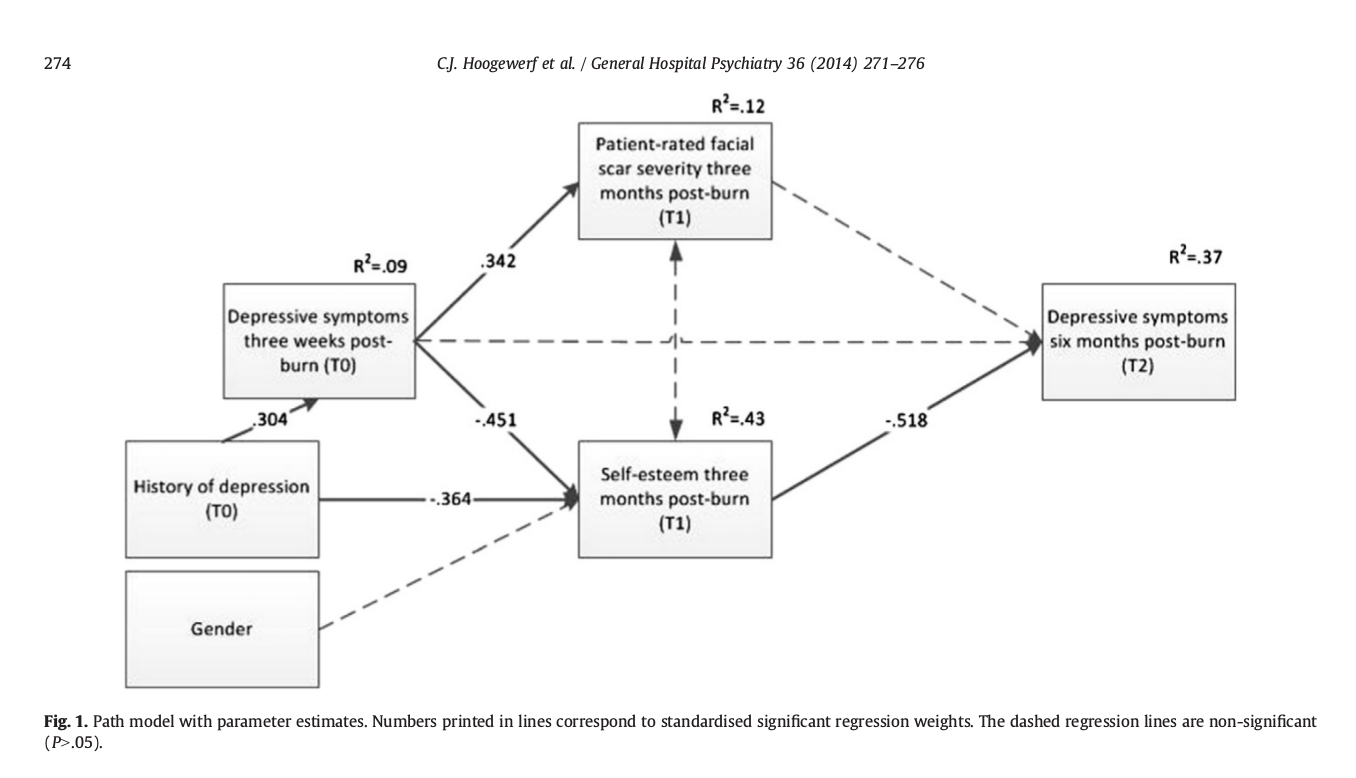 274
C.J. Hoogewerf et al. / General Hospital Psychiatry 36 (2014) 271–276
R²=.12
Patient-rated facial
scar severity three
months post-burn
(T1)
R²=.09
.342
R²=.37
Depressive symptoms
three weeks post-
burn (T0)
Depressive symptoms
six months post-burn
(T2)
.304
-.451
R²=.43
-.518
History of depression
(T0)
-.364
Self-esteem three
months post-burn
(T1)
Gender
Fig. 1. Path model with parameter estimates. Numbers printed in lines correspond to standardised significant regression weights. The dashed regression lines are non-significant
(P>.05).